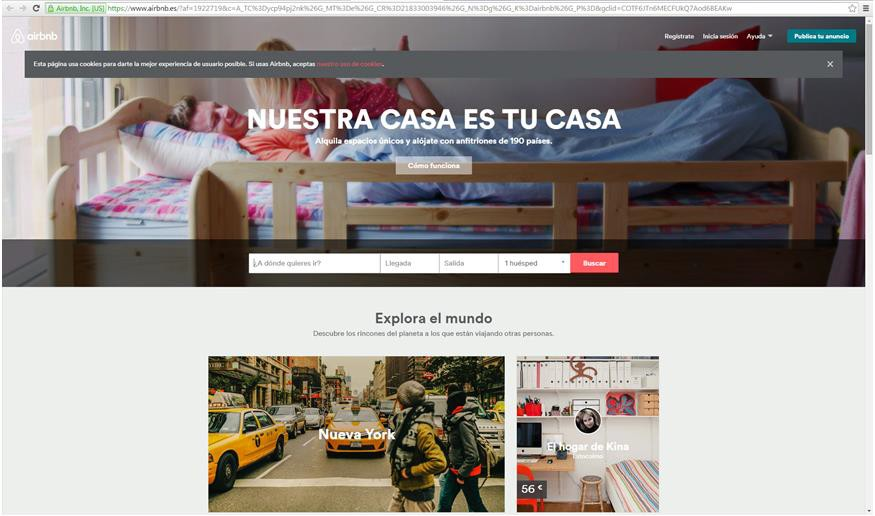 Airbnb, Inc. [US] https://www.airbnb.es/?af=1922719&c=A_TC%3Dycp94pj2nk%26G_MT%3De%26G_CR%3D21833003946%26G_N%3Dg%26G_K%3Dairbnb%26G_P%3D&gclid=COTF6JTn6MECFUkQ7Aod6BEAKw
airbnb
Regístrate Inicia sesión Ayuda Publica tu anuncio
Esta página usa cookies para darte la mejor experiencia de usuario posible. Si usas Airbnb, aceptas nuestro uso de cookies.
NUESTRA CASA ES TU CASA
Alquila espacios únicos y alójate con anfitriones de 190 países.
Cómo funciona
¿A dónde quieres ir? Llegada Salida 1 huésped Buscar
Explora el mundo
Descubre los rincones del planeta a los que están viajando otras personas.
Nueva York
El hogar de Kina
56 €